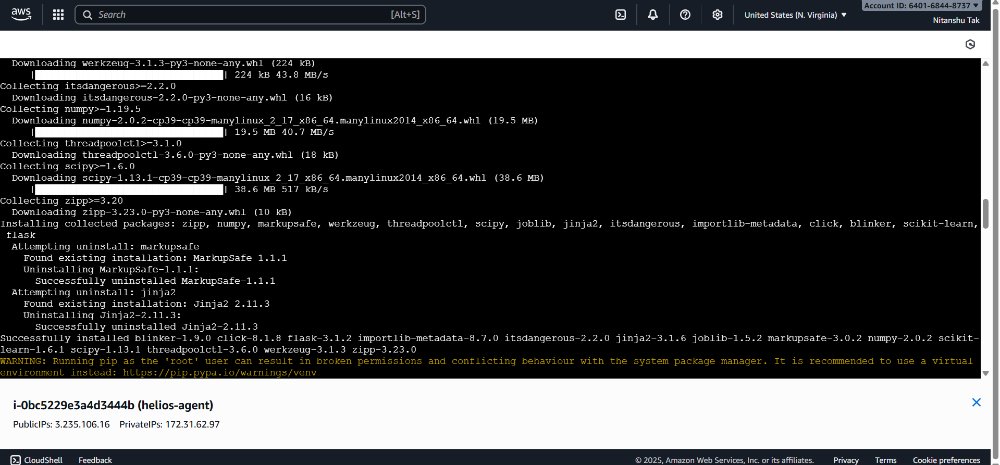 aws
Search [Alt+S]
United States (N. Virginia) ▼
Account ID: 6401-6844-8737 ▼
Nitanshu Tak
Downloading werkzeug-3.1.3-py3-none-any.whl (224 kB)
|████████████████████████████████| 224 kB 43.8 MB/s
Collecting itsdangerous>=2.2.0
Downloading itsdangerous-2.2.0-py3-none-any.whl (16 kB)
Collecting numpy>=1.19.5
Downloading numpy-2.0.2-cp39-cp39-manylinux_2_17_x86_64.manylinux2014_x86_64.whl (19.5 MB)
|████████████████████████████████| 19.5 MB 40.7 MB/s
Collecting threadpoolctl>=3.1.0
Downloading threadpoolctl-3.6.0-py3-none-any.whl (18 kB)
Collecting scipy>=1.6.0
Downloading scipy-1.13.1-cp39-cp39-manylinux_2_17_x86_64.manylinux2014_x86_64.whl (38.6 MB)
|████████████████████████████████| 38.6 MB 517 kB/s
Collecting zipp>=3.20
Downloading zipp-3.23.0-py3-none-any.whl (10 kB)
Installing collected packages: zipp, numpy, markupsafe, werkzeug, threadpoolctl, scipy, joblib, jinja2, itsdangerous, importlib-metadata, click, blinker, scikit-learn,
flask
Attempting uninstall: markupsafe
Found existing installation: MarkupSafe 1.1.1
Uninstalling MarkupSafe-1.1.1:
Successfully uninstalled MarkupSafe-1.1.1
Attempting uninstall: jinja2
Found existing installation: Jinja2 2.11.3
Uninstalling Jinja2-2.11.3:
Successfully uninstalled Jinja2-2.11.3
Successfully installed blinker-1.9.0 click-8.1.8 flask-3.1.2 importlib-metadata-8.7.0 itsdangerous-2.2.0 jinja2-3.1.6 joblib-1.5.2 markupsafe-3.0.2 numpy-2.0.2 scikit-
learn-1.6.1 scipy-1.13.1 threadpoolctl-3.6.0 werkzeug-3.1.3 zipp-3.23.0
WARNING: Running pip as the 'root' user can result in broken permissions and conflicting behaviour with the system package manager. It is recommended to use a virtual
environment instead: https://pip.pypa.io/warnings/venv
i-0bc5229e3a4d3444b (helios-agent)
PublicIPs: 3.235.106.16 PrivateIPs: 172.31.62.97
CloudShell Feedback © 2025, Amazon Web Services, Inc. or its affiliates. Privacy Terms Cookie preferences